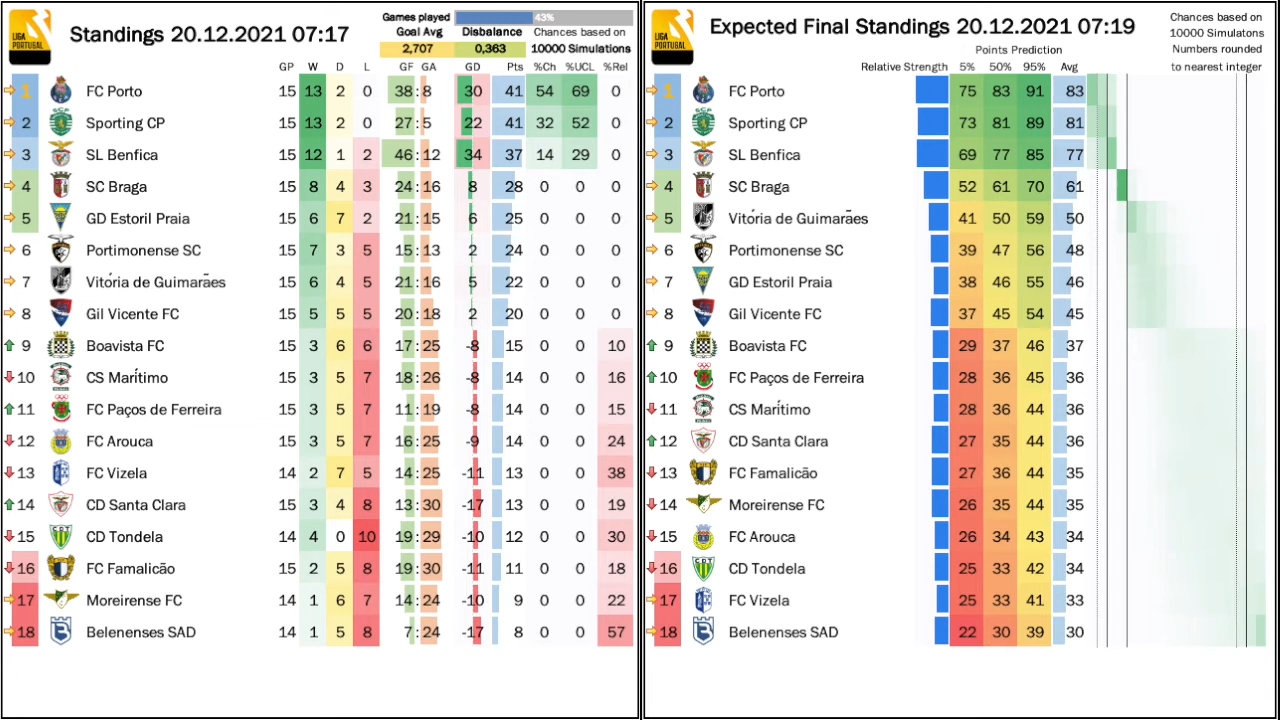 LIGA PORTUGAL
Standings 20.12.2021 07:17
Games played 43%
Goal Avg Disbalance Chances based on
2,707 0,363 10000 Simulations
GP W D L GF GA GD Pts %Ch %UCL %Rel
1 FC Porto 15 13 2 0 38:8 30 41 54 69 0
2 Sporting CP 15 13 2 0 27:5 22 41 32 52 0
3 SL Benfica 15 12 1 2 46:12 34 37 14 29 0
4 SC Braga 15 8 4 3 24:16 8 28 0 0 0
5 GD Estoril Praia 15 6 7 2 21:15 6 25 0 0 0
6 Portimonense SC 15 7 3 5 15:13 2 24 0 0 0
7 Vitória de Guimarães 15 6 4 5 21:16 5 22 0 0 0
8 Gil Vicente FC 15 5 5 5 20:18 2 20 0 0 0
9 Boavista FC 15 3 6 6 17:25 -8 15 0 0 10
10 CS Marítimo 15 3 5 7 18:26 -8 14 0 0 16
11 FC Paços de Ferreira 15 3 5 7 11:19 -8 14 0 0 15
12 FC Arouca 15 3 5 7 16:25 -9 14 0 0 24
13 FC Vizela 14 2 7 5 14:25 -11 13 0 0 38
14 CD Santa Clara 15 3 4 8 13:30 -17 13 0 0 19
15 CD Tondela 14 4 0 10 19:29 -10 12 0 0 30
16 FC Famalicão 15 2 5 8 19:30 -11 11 0 0 18
17 Moreirense FC 14 1 6 7 14:24 -10 9 0 0 22
18 Belenenses SAD 14 1 5 8 7:24 -17 8 0 0 57
LIGA PORTUGAL
Expected Final Standings 20.12.2021 07:19
Chances based on
10000 Simulatons
Numbers rounded
to nearest integer
Points Prediction
Relative Strength 5% 50% 95% Avg
1 FC Porto 75 83 91 83
2 Sporting CP 73 81 89 81
3 SL Benfica 69 77 85 77
4 SC Braga 52 61 70 61
5 Vitória de Guimarães 41 50 59 50
6 Portimonense SC 39 47 56 48
7 GD Estoril Praia 38 46 55 46
8 Gil Vicente FC 37 45 54 45
9 Boavista FC 29 37 46 37
10 FC Paços de Ferreira 28 36 45 36
11 CS Marítimo 28 36 44 36
12 CD Santa Clara 27 35 44 36
13 FC Famalicão 27 36 44 35
14 Moreirense FC 26 35 44 35
15 FC Arouca 26 34 43 34
16 CD Tondela 25 33 42 34
17 FC Vizela 25 33 41 33
18 Belenenses SAD 22 30 39 30